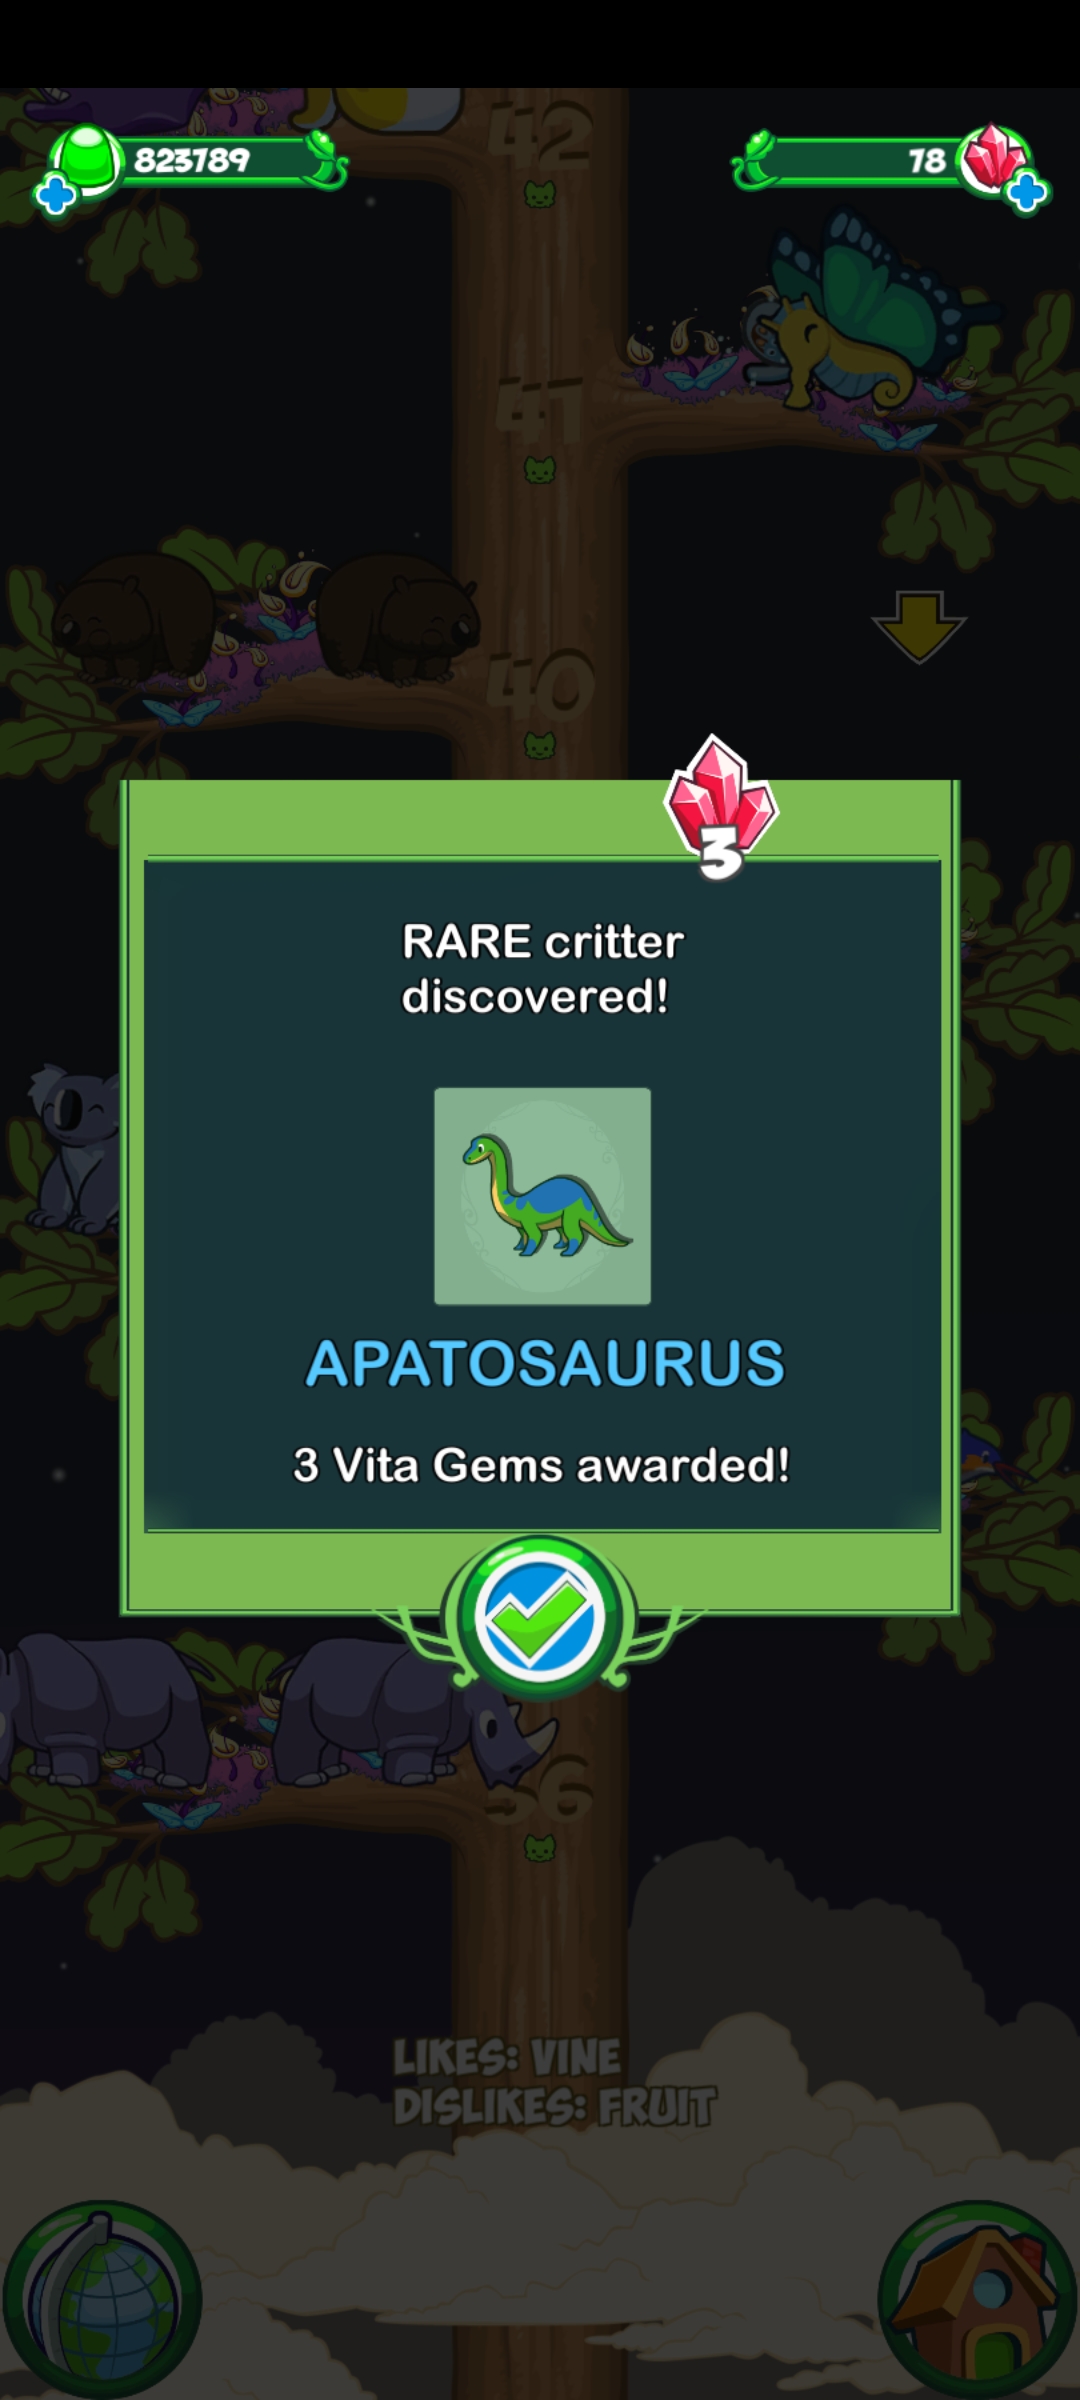 42
823789
78
41
40
3
RARE critter
discovered!
APATOSAURUS
3 Vita Gems awarded!
36
LIKES: VINE
DISLIKES: FRUIT